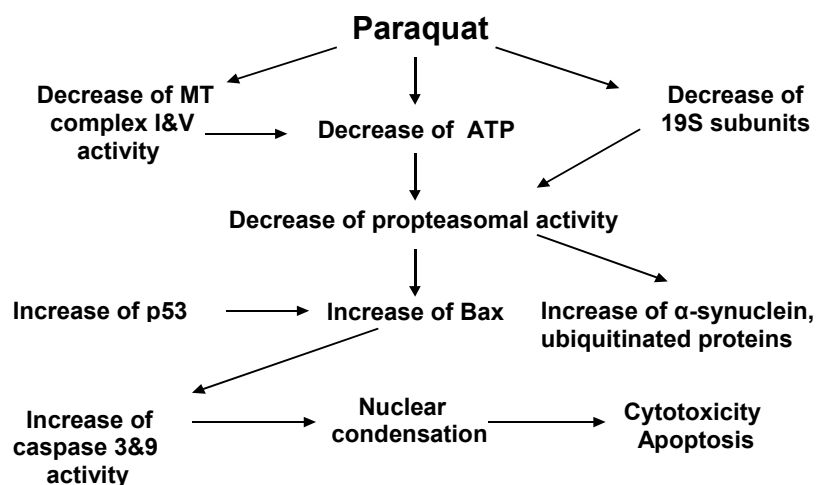 Paraquat
Decrease of MT
complex I&V
activity
Decrease of ATP
Decrease of
19S subunits
Decrease of propteasomal activity
Increase of p53
Increase of Bax
Increase of α-synuclein,
ubiquitinated proteins
Increase of
caspase 3&9
activity
Nuclear
condensation
Cytotoxicity
Apoptosis